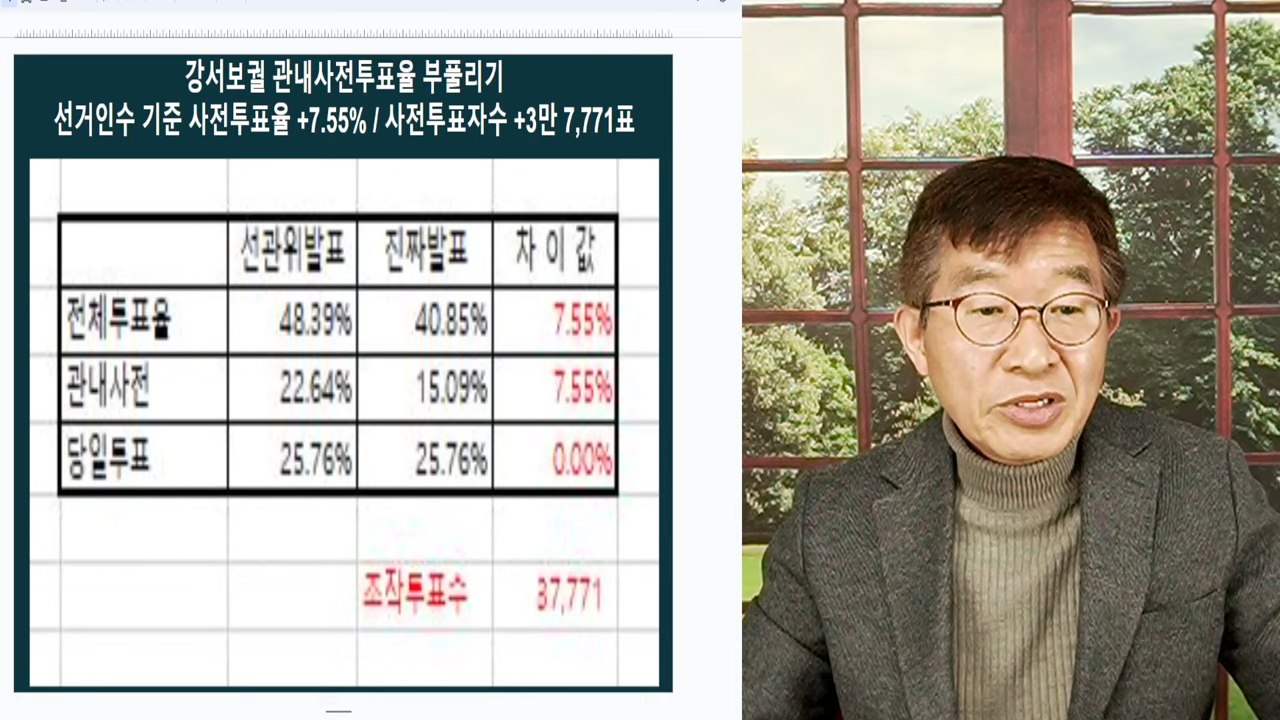 강서보궐 관내사전투표율 부풀리기
선거인수 기준 사전투표율 +7.55% / 사전투표자수 +3만 7,771표
선관위발표 진짜발표 차 이 값
전체투표율 48.39% 40.85% 7.55%
관내사전 22.64% 15.09% 7.55%
당일투표 25.76% 25.76% 0.00%
조작투표수 37,771